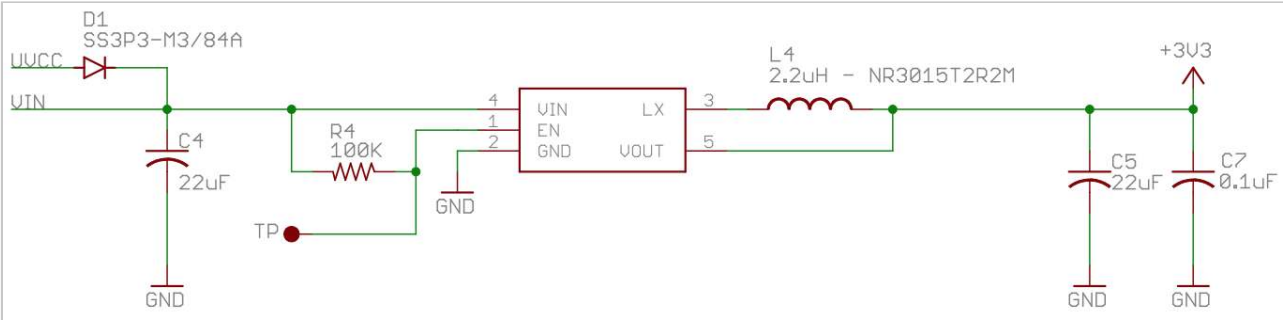 D1
SS3P3-M3/84A
UVCC
VIN
C4
22uF
GND
R4
100K
TP
4
1
2
GND
VIN
EN
GND
LX
VOUT
3
5
L4
2.2uH - NR3015T2R2M
+3V3
C5
22uF
GND
C7
0.1uF
GND